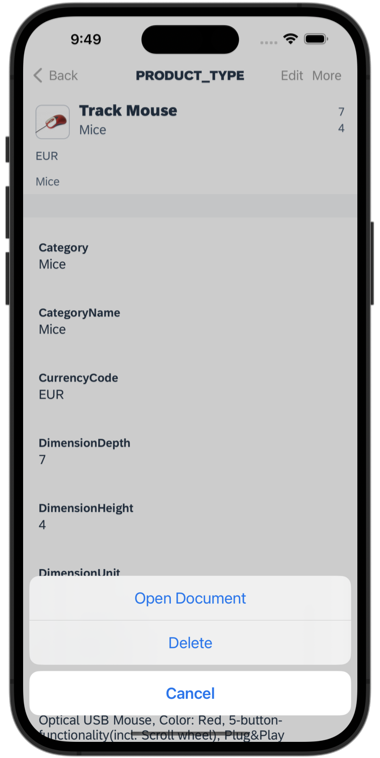 9:49
Back
PRODUCT_TYPE
Edit More
Track Mouse
7
Mice
4
EUR
Mice
Category
Mice
CategoryName
Mice
CurrencyCode
EUR
DimensionDepth
7
DimensionHeight
4
DimensionUnit
Open Document
Delete
Cancel
Optical USB Mouse, Color: Red, 5-button-
functionality(incl. Scroll wheel), Plug&Play